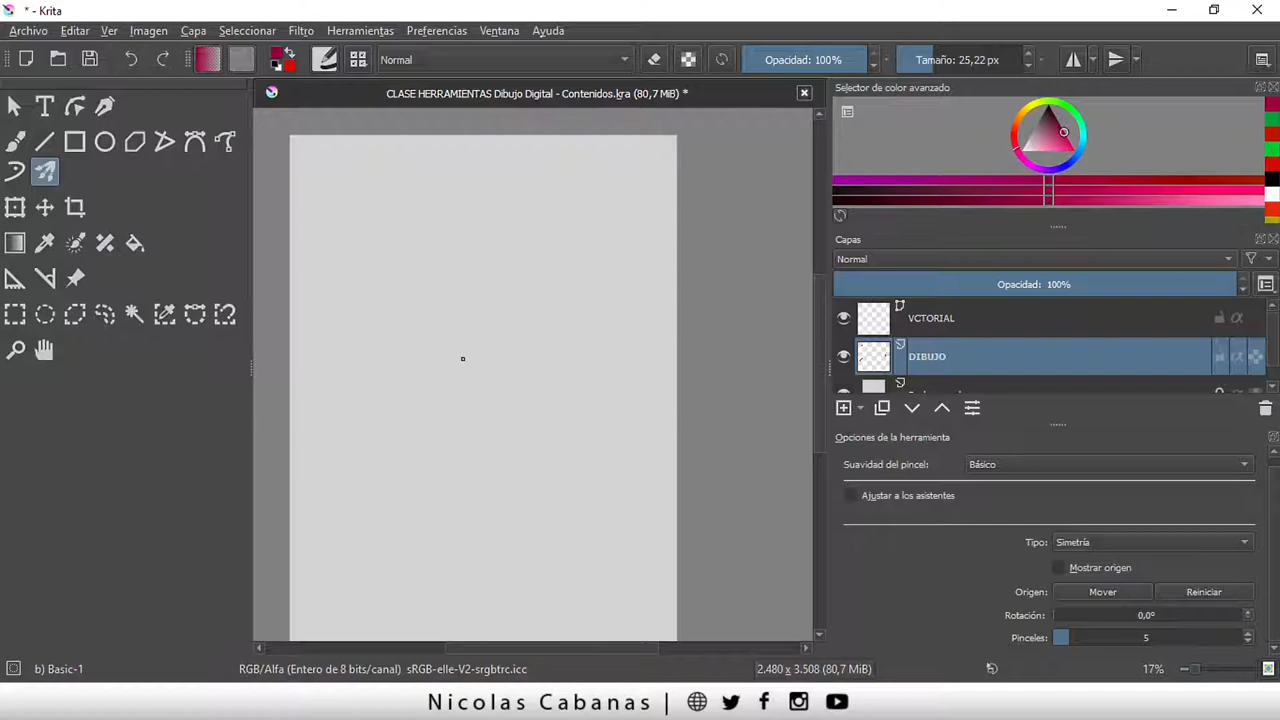 * - Krita
Archivo Editar Ver Imagen Capa Seleccionar Filtro Herramientas Preferencias Ventana Ayuda
Normal Opacidad: 100% Tamaño: 25,22 px
CLASE HERRAMIENTAS Dibujo Digital - Contenidos.kra (80,7 MiB) *
Selector de color avanzado
Capas
Normal
Opacidad: 100%
VCTORIAL
DIBUJO
Opciones de la herramienta
Suavidad del pincel: Básico
Ajustar a los asistentes
Tipo: Simetría
Mostrar origen
Origen: Mover Reiniciar
Rotación: 0,0°
Pinceles: 5
b) Basic-1 RGB/Alfa (Entero de 8 bits/canal) sRGB-elle-V2-srgbtrc.icc 2.480 x 3.508 (80,7 MiB) 17%
Nicolas Cabanas |